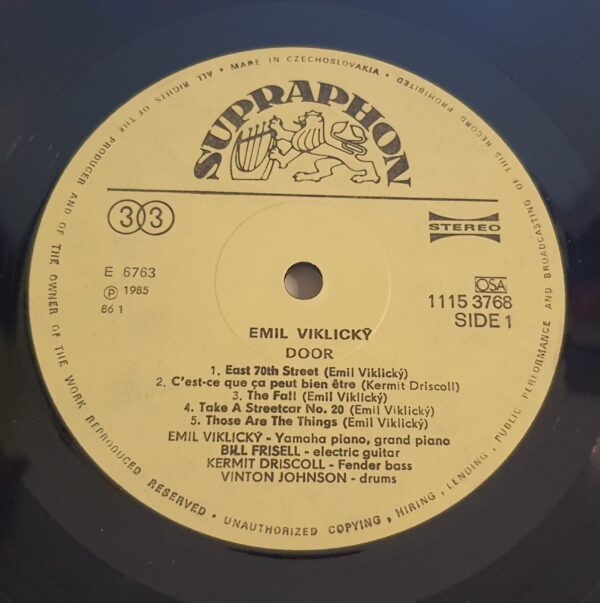 • MADE IN CZECHOSLOVAKIA •
ALL RIGHTS OF THE PRODUCER AND OF THE OWNER OF THE WORK REPRODUCED RESERVED • UNAUTHORIZED COPYING, HIRING, LENDING, PUBLIC PERFORMANCE AND BROADCASTING OF THIS RECORD PROHIBITED
SUPRAPHON
33
STEREO
E 6763
Ⓟ 1985
86 1
OSA
1115 3768
SIDE 1
EMIL VIKLICKÝ
DOOR
1. East 70th Street (Emil Viklický)
2. C'est-ce que ça peut bien être (Kermit Driscoll)
3. The Fall (Emil Viklický)
4. Take A Streetcar No. 20 (Emil Viklický)
5. Those Are The Things (Emil Viklický)
EMIL VIKLICKÝ - Yamaha piano, grand piano
BILL FRISELL - electric guitar
KERMIT DRISCOLL - Fender bass
VINTON JOHNSON - drums